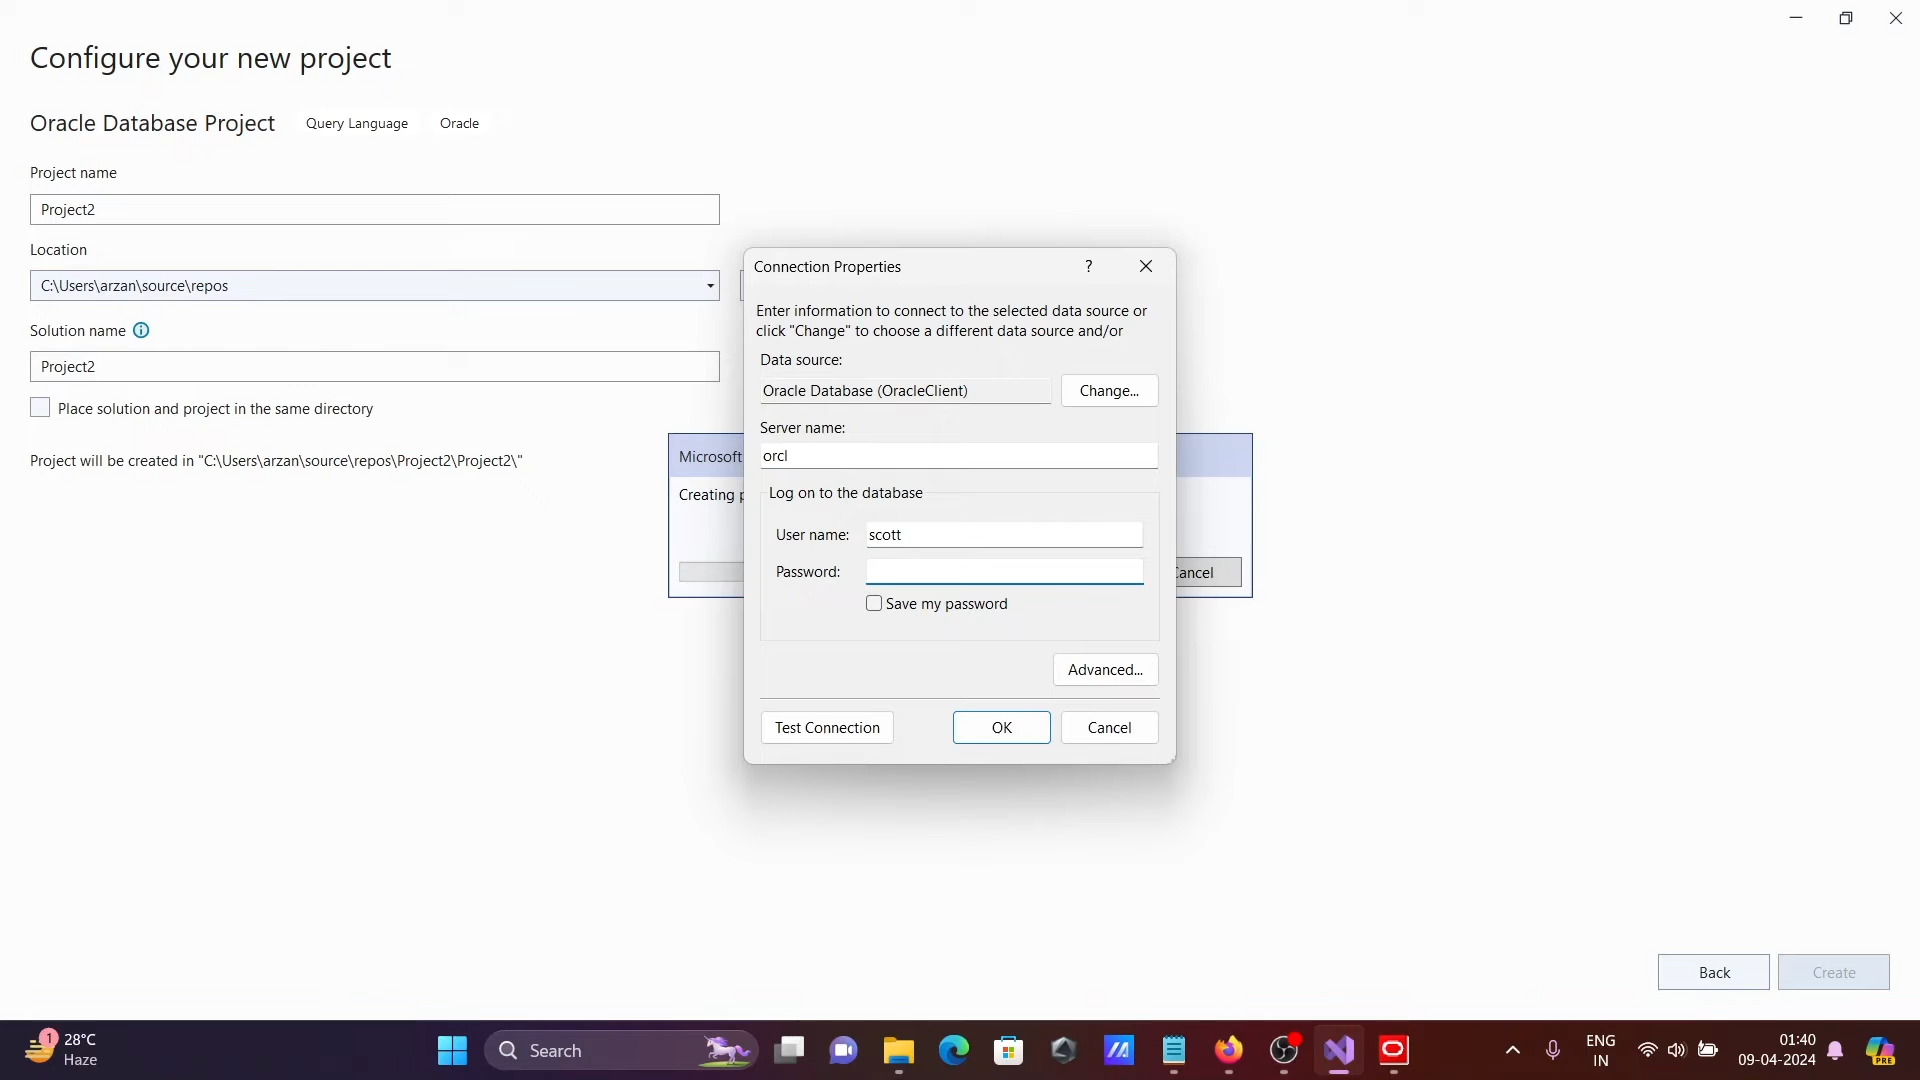 Configure your new project
Oracle Database Project
Query Language
Oracle
Project name
Project2
Location
C:\Users\arzan\source\repos
Solution name
Project2
Place solution and project in the same directory
Project will be created in "C:\Users\arzan\source\repos\Project2\Project2\"
Microsoft
Creating
Cancel
Connection Properties
?
Enter information to connect to the selected data source or
click "Change" to choose a different data source and/or
Data source:
Oracle Database (OracleClient)
Change...
Server name:
orcl
Log on to the database
User name:
scott
Password:
Save my password
Advanced...
Test Connection
OK
Cancel
Back
Create
1
28°C
Haze
Search
ENG
IN
01:40
09-04-2024
PRE